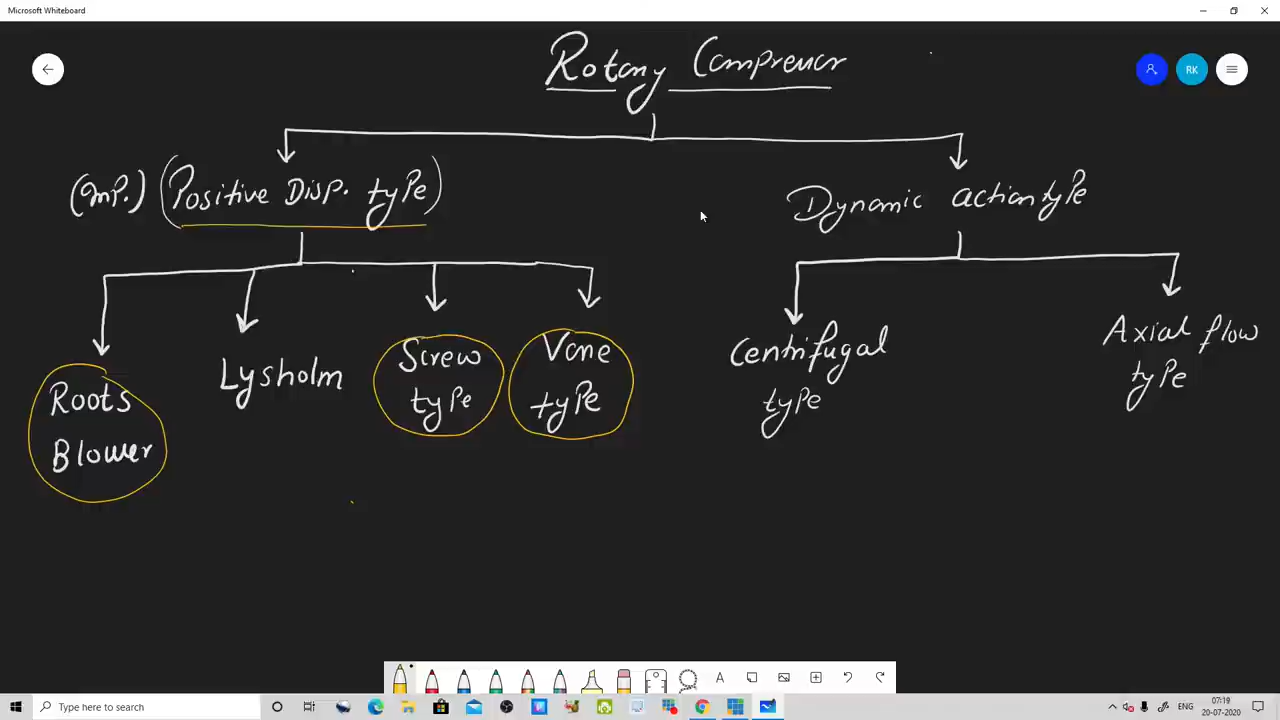 Microsoft Whiteboard
Rotary Compressor
RK
(Imp.) (Positive Disp. type)
Dynamic action type
Roots
Blower
Lysholm
Screw
type
Vane
type
Centrifugal
type
Axial flow
type
Type here to search
ENG
07:19
20-07-2020